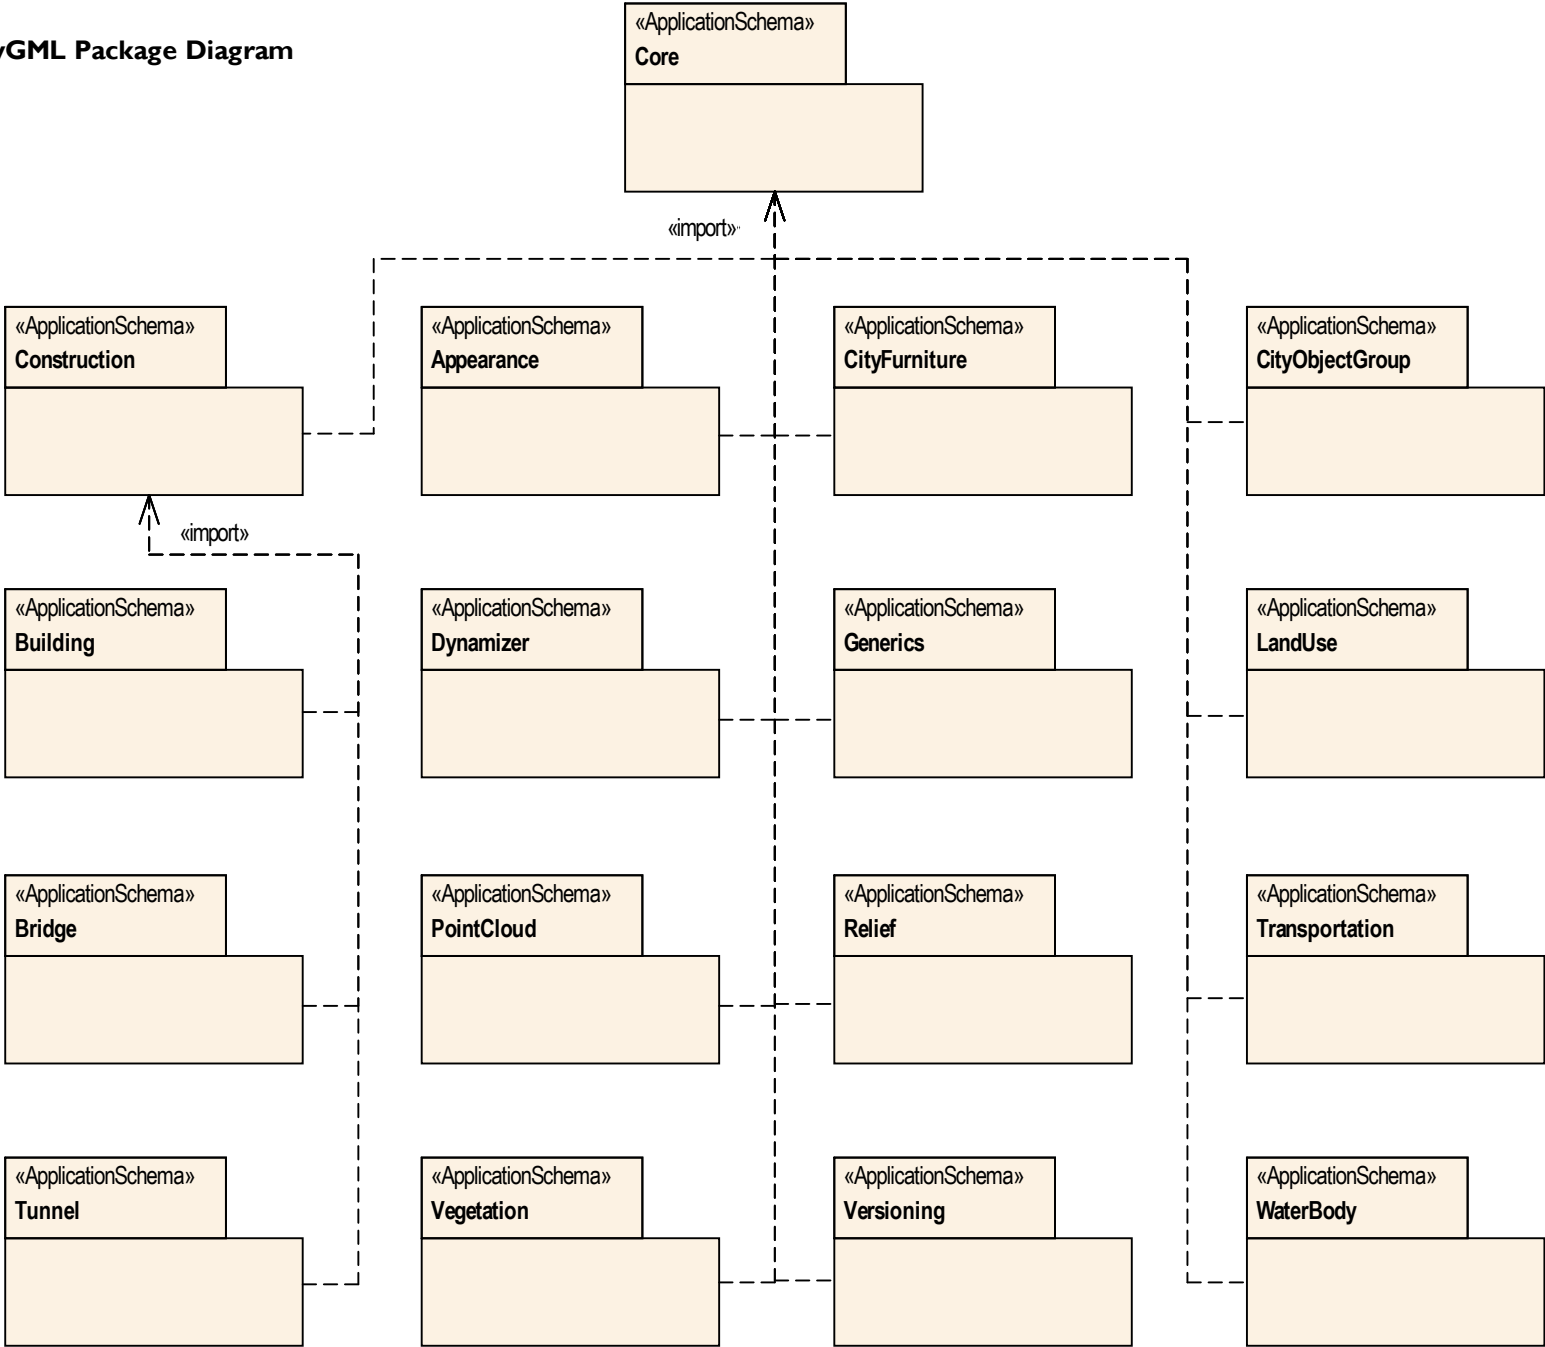 «ApplicationSchema»
Core
yGML Package Diagram
«import»
«ApplicationSchema»
Construction
«ApplicationSchema»
Appearance
«ApplicationSchema»
CityFurniture
«ApplicationSchema»
CityObjectGroup
«import»
«ApplicationSchema»
Building
«ApplicationSchema»
Dynamizer
«ApplicationSchema»
Generics
«ApplicationSchema»
LandUse
«ApplicationSchema»
Bridge
«ApplicationSchema»
PointCloud
«ApplicationSchema»
Relief
«ApplicationSchema»
Transportation
«ApplicationSchema»
Tunnel
«ApplicationSchema»
Vegetation
«ApplicationSchema»
Versioning
«ApplicationSchema»
WaterBody